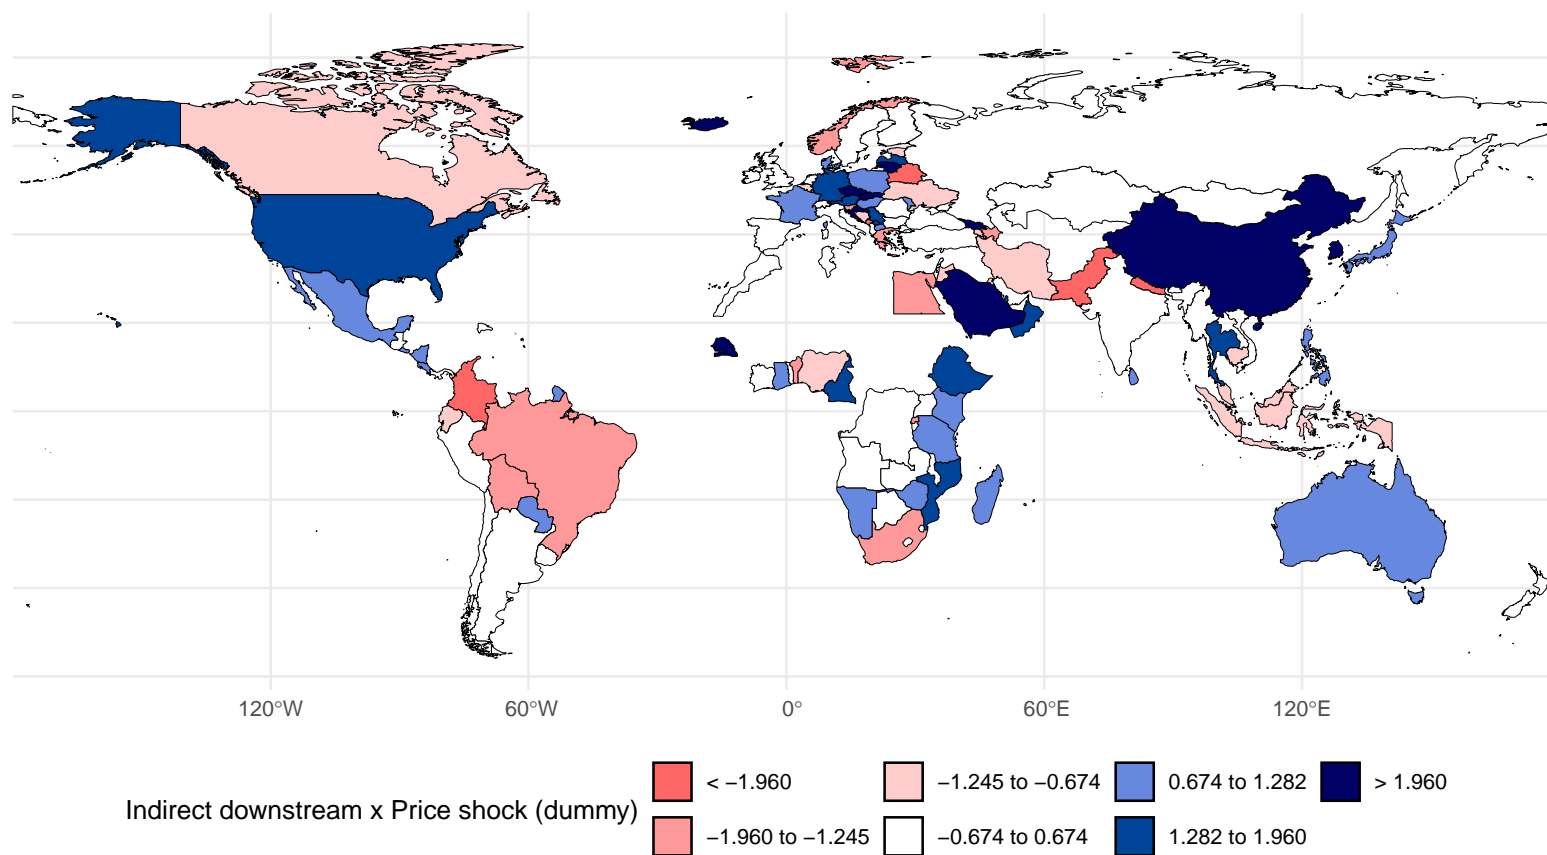 120°W 60°W 0° 60°E 120°E
< −1.960 −1.245 to −0.674 0.674 to 1.282 > 1.960
Indirect downstream x Price shock (dummy)
−1.960 to −1.245 −0.674 to 0.674 1.282 to 1.960